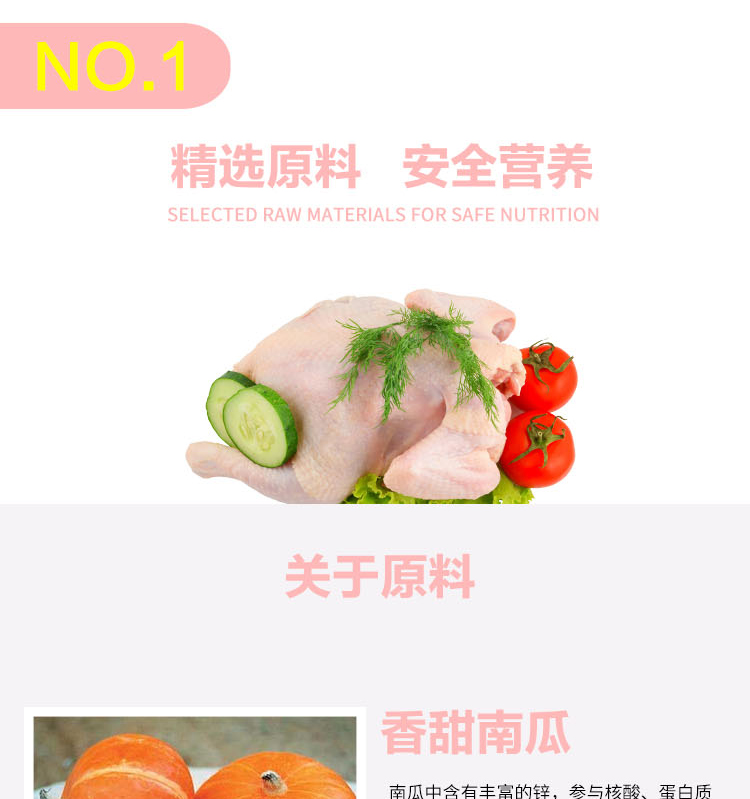 NO.1
精选原料 安全营养
SELECTED RAW MATERIALS FOR SAFE NUTRITION
关于原料
香甜南瓜
南瓜中含有丰富的锌，参与核酸、蛋白质